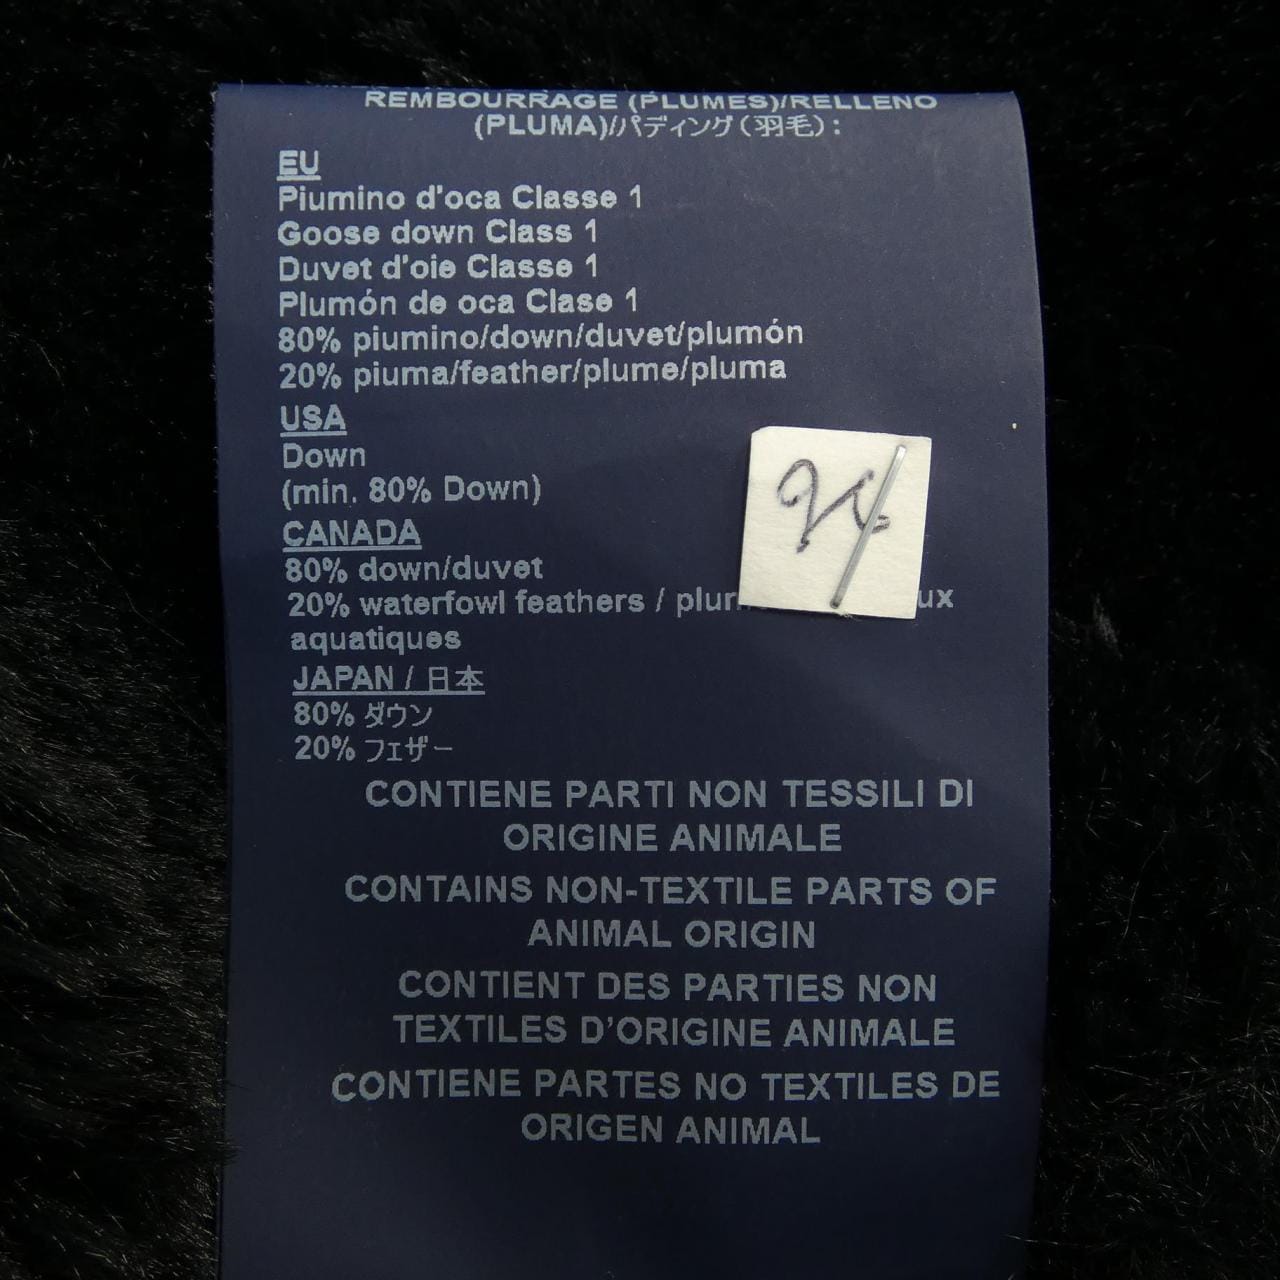 REMBOURRAGE (PLUMES)/RELLENO
(PLUMA)/パディング(羽毛):
EU
Piumino d'oca Classe 1
Goose down Class 1
Duvet d'oie Classe 1
Plumón de oca Clase 1
80% piumino/down/duvet/plumón
20% piuma/feather/plume/pluma
USA
Down
(min. 80% Down)
CANADA
80% down/duvet
20% waterfowl feathers /
aquatiques
JAPAN / 日本
80% ダウン
20% フェザー
CONTIENE PARTI NON TESSILI DI
ORIGINE ANIMALE
CONTAINS NON-TEXTILE PARTS OF
ANIMAL ORIGIN
CONTIENT DES PARTIES NON
TEXTILES D'ORIGINE ANIMALE
CONTIENE PARTES NO TEXTILES DE
ORIGEN ANIMAL